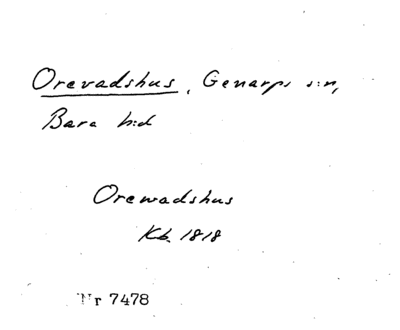 Orevadshus, Genarps s:n,
Bara h:d
Orewadshus
Kb. 1818
Nr 7478